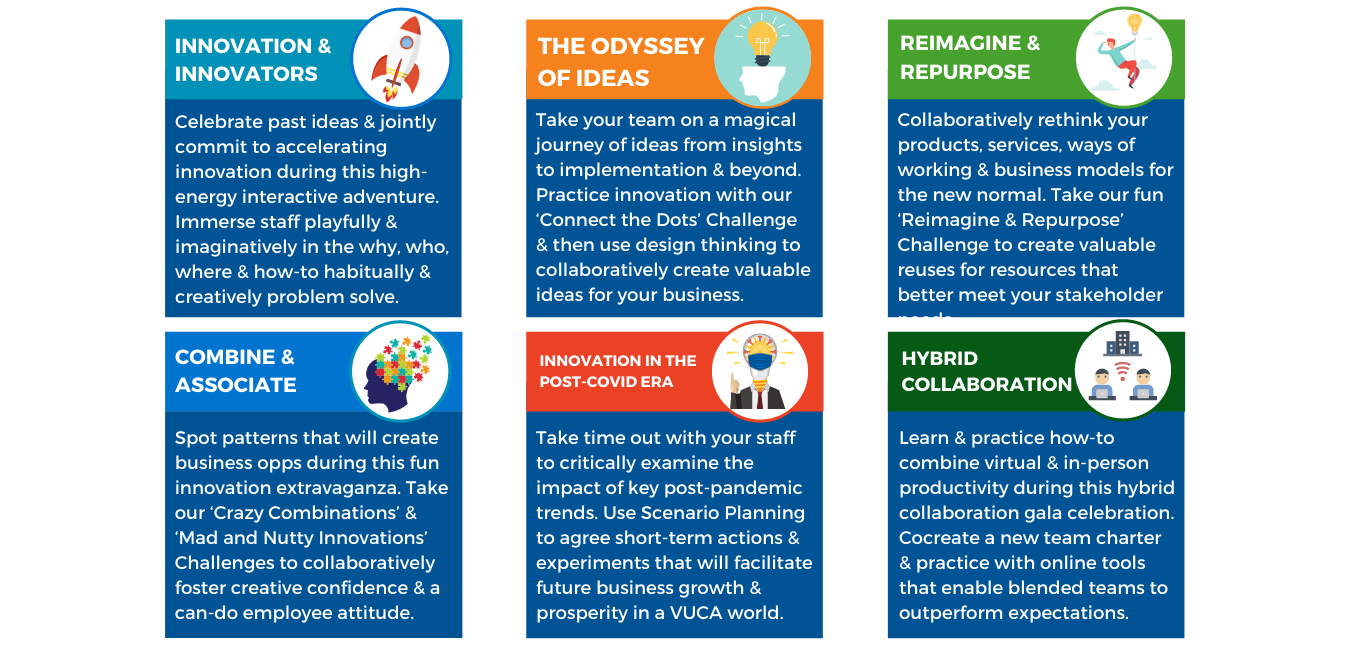 INNOVATION &
INNOVATORS
Celebrate past ideas & jointly
commit to accelerating
innovation during this high-
energy interactive adventure.
Immerse staff playfully &
imaginatively in the why, who,
where & how-to habitually &
creatively problem solve.
THE ODYSSEY
OF IDEAS
Take your team on a magical
journey of ideas from insights
to implementation & beyond.
Practice innovation with our
‘Connect the Dots’ Challenge
& then use design thinking to
collaboratively create valuable
ideas for your business.
REIMAGINE &
REPURPOSE
Collaboratively rethink your
products, services, ways of
working & business models for
the new normal. Take our fun
‘Reimagine & Repurpose’
Challenge to create valuable
reuses for resources that
better meet your stakeholder
COMBINE &
ASSOCIATE
Spot patterns that will create
business opps during this fun
innovation extravaganza. Take
our ‘Crazy Combinations’ &
‘Mad and Nutty Innovations’
Challenges to collaboratively
foster creative confidence & a
can-do employee attitude.
INNOVATION IN THE
POST-COVID ERA
Take time out with your staff
to critically examine the
impact of key post-pandemic
trends. Use Scenario Planning
to agree short-term actions &
experiments that will facilitate
future business growth &
prosperity in a VUCA world.
HYBRID
COLLABORATION
Learn & practice how-to
combine virtual & in-person
productivity during this hybrid
collaboration gala celebration.
Cocreate a new team charter
& practice with online tools
that enable blended teams to
outperform expectations.